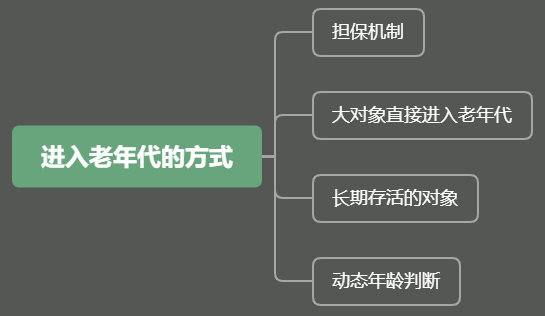 进入老年代的方式
担保机制
大对象直接进入老年代
长期存活的对象
动态年龄判断